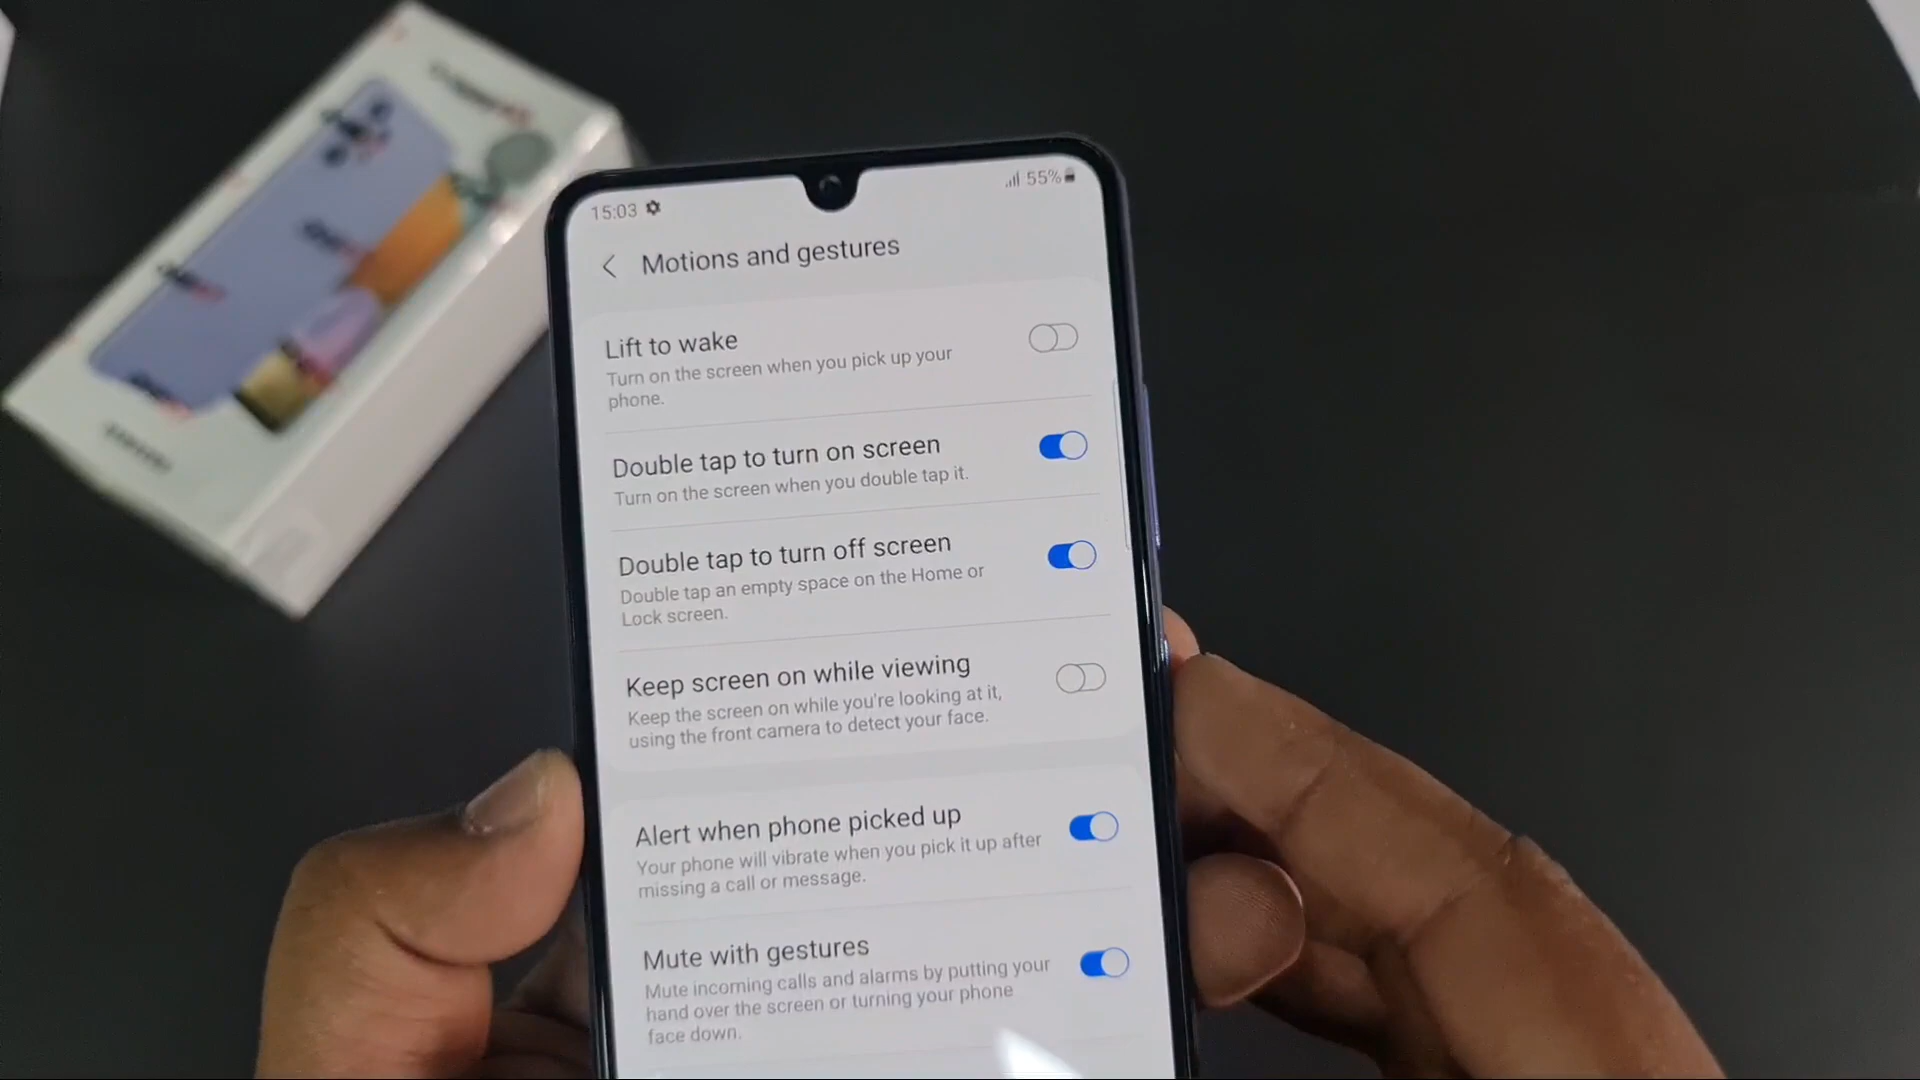 15:03
55%
Motions and gestures
Lift to wake
Turn on the screen when you pick up your
phone.
Double tap to turn on screen
Turn on the screen when you double tap it.
Double tap to turn off screen
Double tap an empty space on the Home or
Lock screen.
Keep screen on while viewing
Keep the screen on while you're looking at it,
using the front camera to detect your face.
Alert when phone picked up
Your phone will vibrate when you pick it up after
missing a call or message.
Mute with gestures
Mute incoming calls and alarms by putting your
hand over the screen or turning your phone
face down.